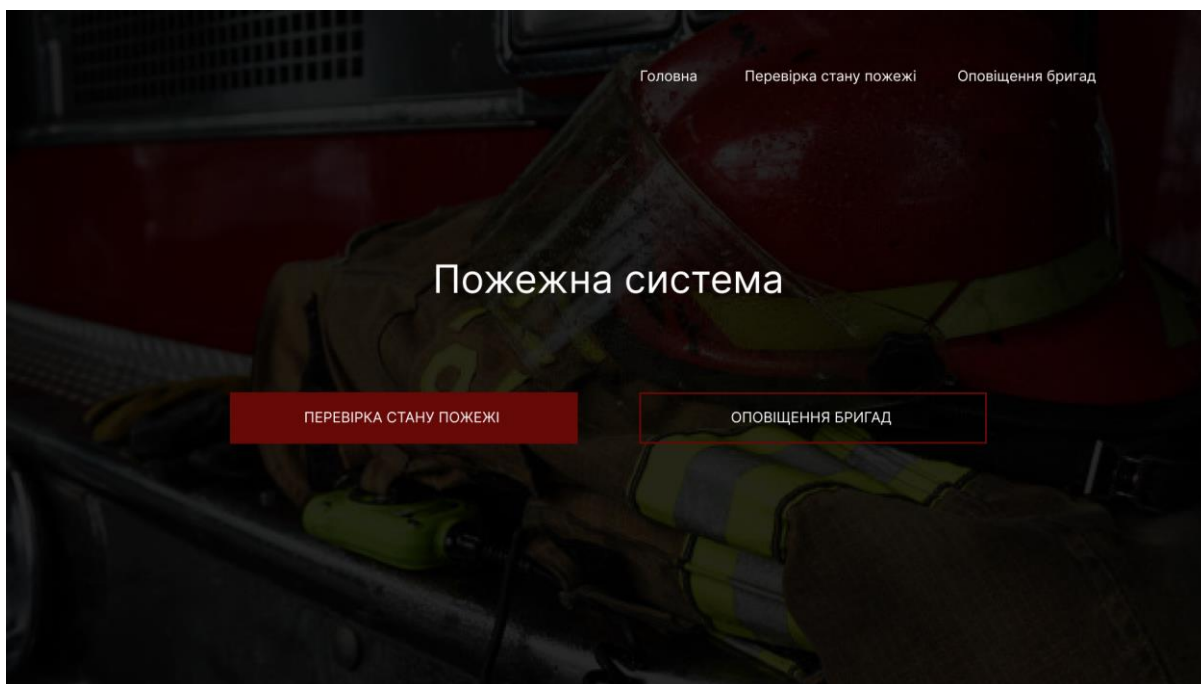 Головна Перевірка стану пожежі Оповіщення бригад
Пожежна система
ПЕРЕВІРКА СТАНУ ПОЖЕЖІ ОПОВІЩЕННЯ БРИГАД